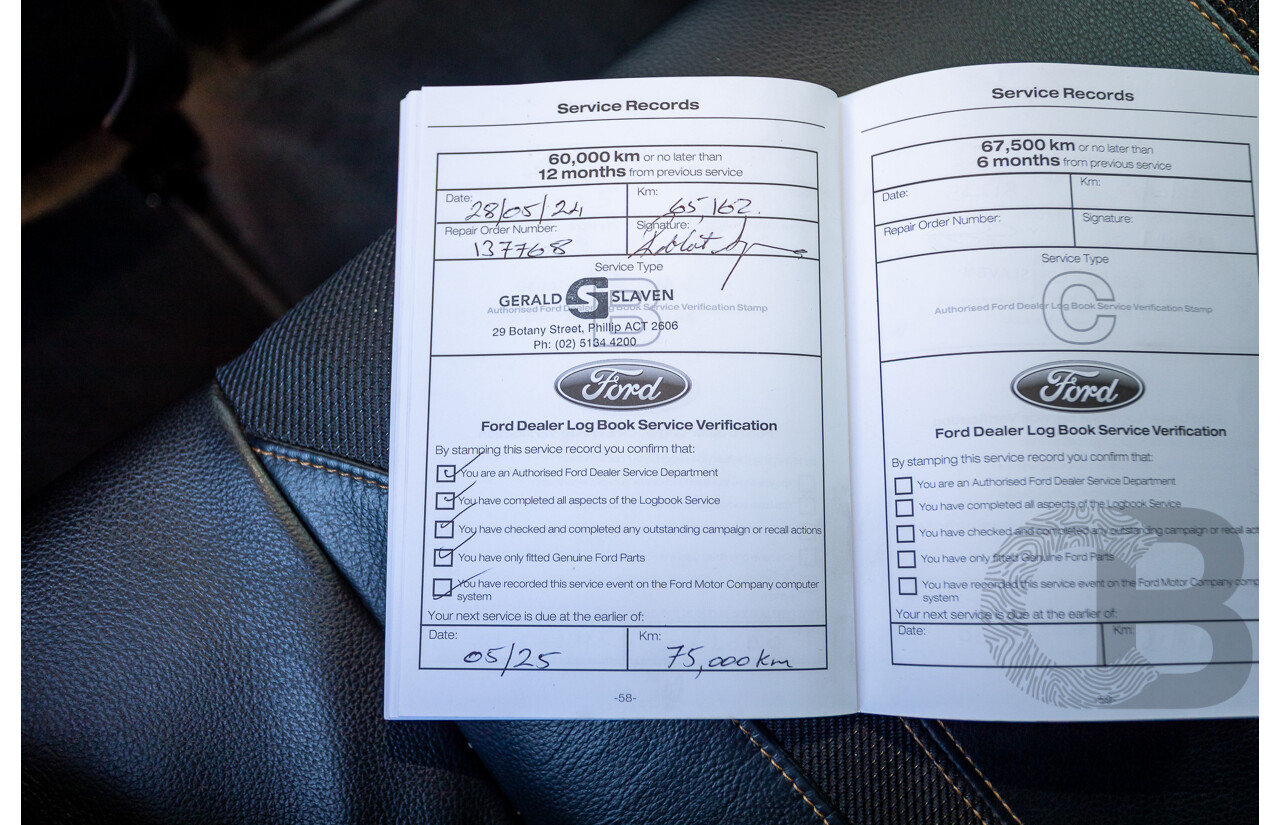 Service Records
60,000 km or no later than
12 months from previous service
Date:
28/05/24
Km:
65,162.
Repair Order Number:
137768
Signature:
Service Type
B
GERALD SLAVEN
Authorised Ford Dealer Log Book Service Verification Stamp
29 Botany Street, Phillip ACT 2606
Ph: (02) 5134 4200
Ford
Ford Dealer Log Book Service Verification
By stamping this service record you confirm that:
You are an Authorised Ford Dealer Service Department
You have completed all aspects of the Logbook Service
You have checked and completed any outstanding campaign or recall actions
You have only fitted Genuine Ford Parts
You have recorded this service event on the Ford Motor Company computer
system
Your next service is due at the earlier of:
Date:
05/25
Km:
75,000 km
-58-
Service Records
67,500 km or no later than
6 months from previous service
Date:
Km:
Repair Order Number:
Signature:
Service Type
C
Authorised Ford Dealer Log Book Service Verification Stamp
Ford
Ford Dealer Log Book Service Verification
By stamping this service record you confirm that:
You are an Authorised Ford Dealer Service Department
You have completed all aspects of the Logbook Service
You have checked and completed any outstanding campaign or recall acti
You have only fitted Genuine Ford Parts
You have recorded this service event on the Ford Motor Company comp
system
Your next service is due at the earlier of:
Date:
Km:
-59-
CB